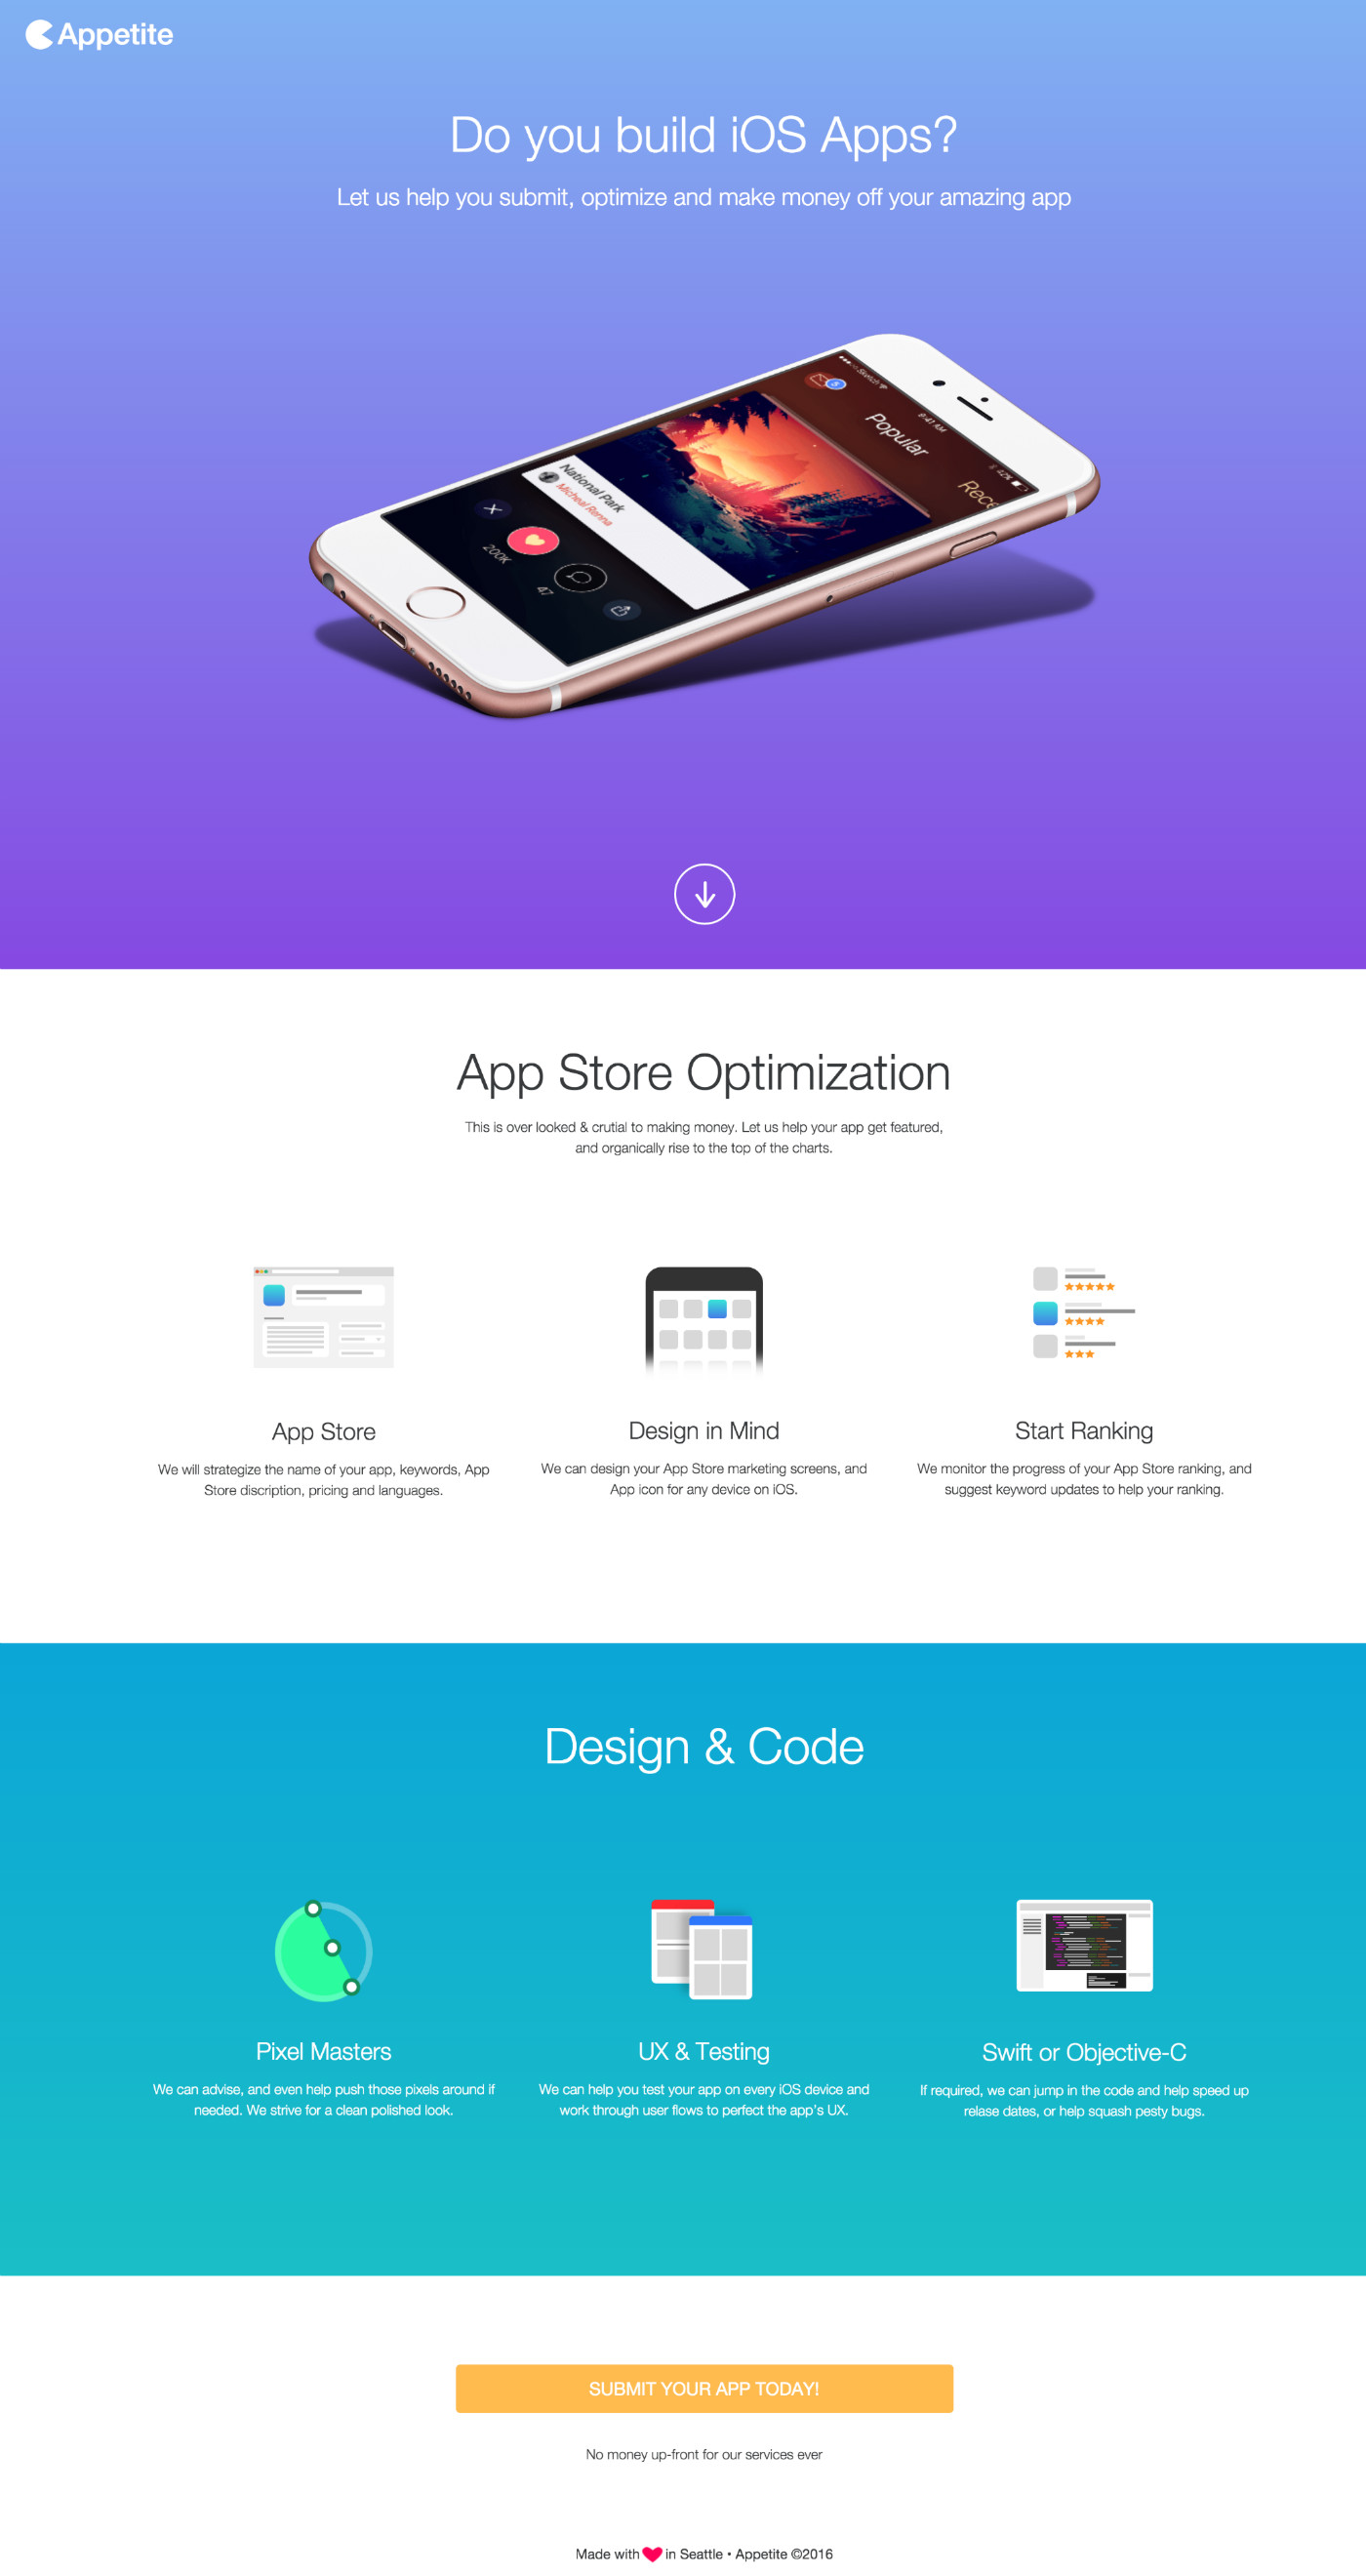 Appetite
Do you build iOS Apps?
Let us help you submit, optimize and make money off your amazing app
Sketch
9:41 AM
42%
Popular
Rece
National Park
Micheal Renna
200K
47
App Store Optimization
This is over looked & crutial to making money. Let us help your app get featured,
and organically rise to the top of the charts.
App Store
We will strategize the name of your app, keywords, App
Store discription, pricing and languages.
Design in Mind
We can design your App Store marketing screens, and
App icon for any device on iOS.
Start Ranking
We monitor the progress of your App Store ranking, and
suggest keyword updates to help your ranking.
Design & Code
Pixel Masters
We can advise, and even help push those pixels around if
needed. We strive for a clean polished look.
UX & Testing
We can help you test your app on every iOS device and
work through user flows to perfect the app's UX.
Swift or Objective-C
If required, we can jump in the code and help speed up
relase dates, or help squash pesty bugs.
SUBMIT YOUR APP TODAY!
No money up-front for our services ever
Made with in Seattle • Appetite ©2016